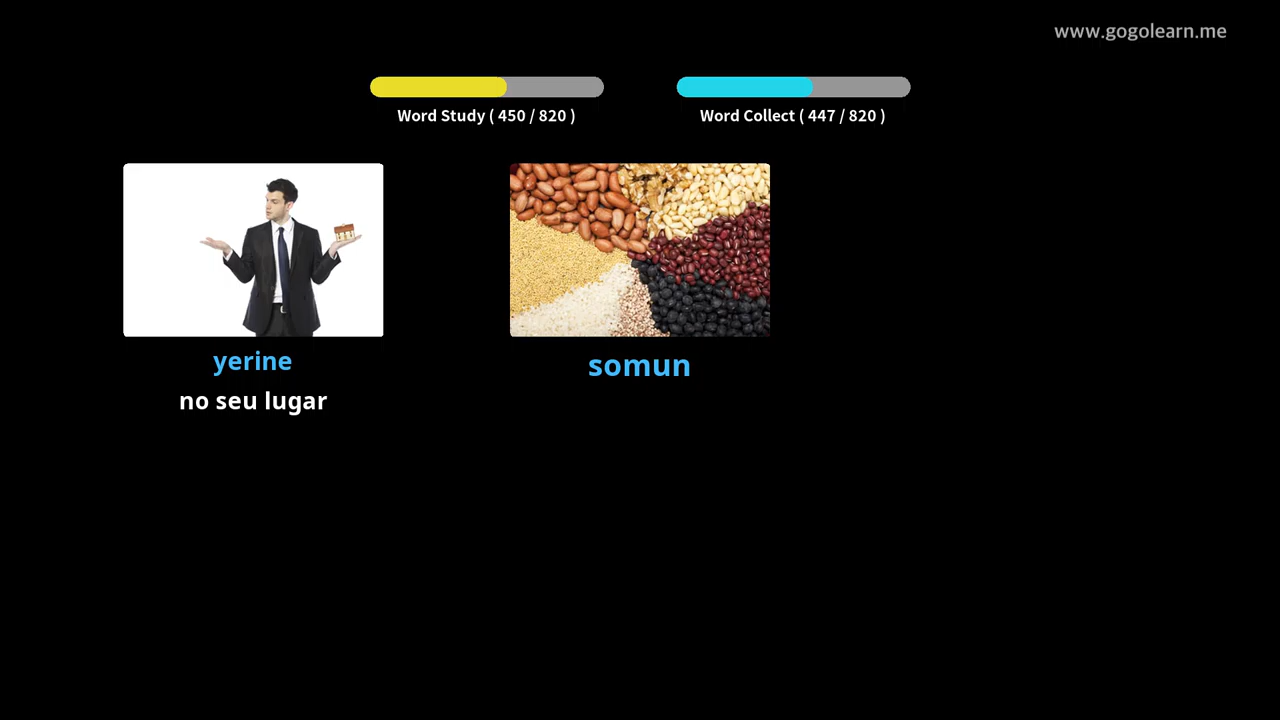 www.gogolearn.me
Word Study ( 450 / 820 )
Word Collect ( 447 / 820 )
yerine
no seu lugar
somun